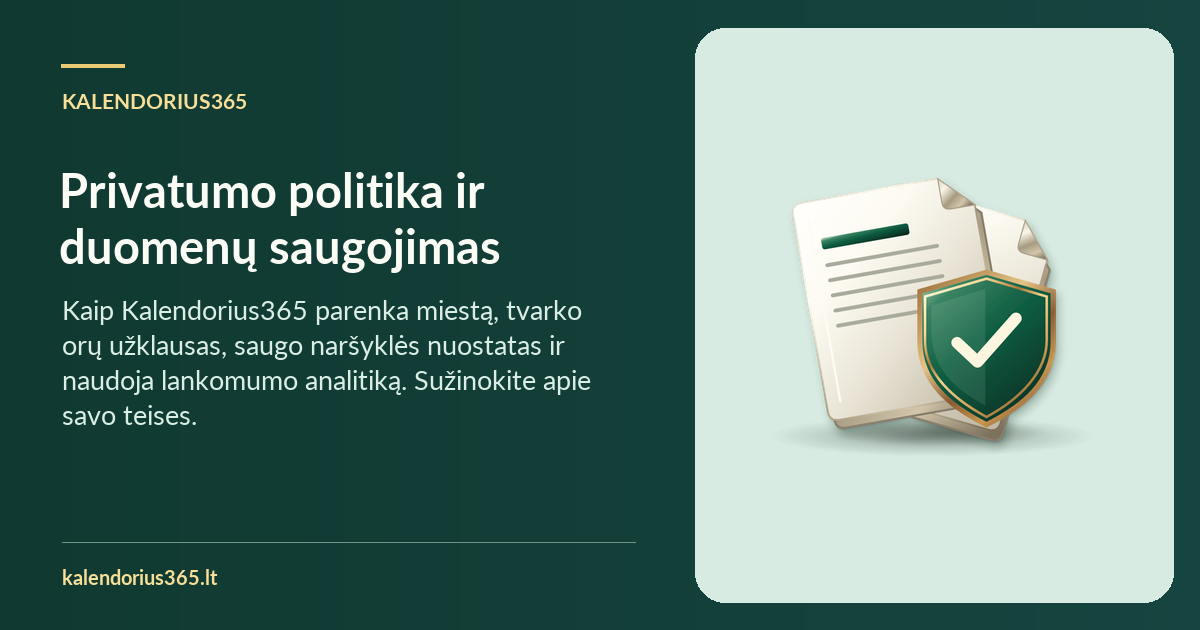 KALENDORIUS365
Privatumo politika ir
duomenų saugojimas
Kaip Kalendorius365 parenka miestą, tvarko
orų užklausas, saugo naršyklės nuostatas ir
naudoja lankomumo analitiką. Sužinokite apie
savo teises.
kalendorius365.lt